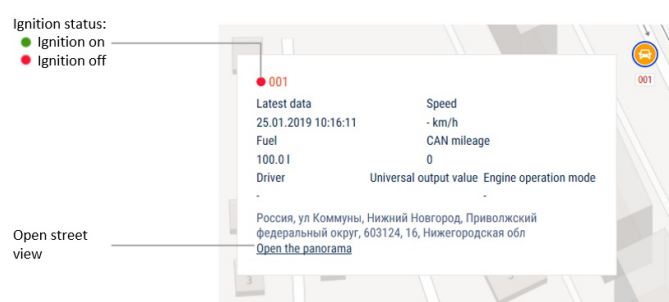 Ignition status:
Ignition on
Ignition off
001
001
Latest data Speed
25.01.2019 10:16:11 - km/h
Fuel CAN mileage
100.0 l 0
Driver Universal output value Engine operation mode
- -
Россия, ул Коммуны, Нижний Новгород, Приволжский
федеральный округ, 603124, 16, Нижегородская обл
Open the panorama
Open street
view
3
5